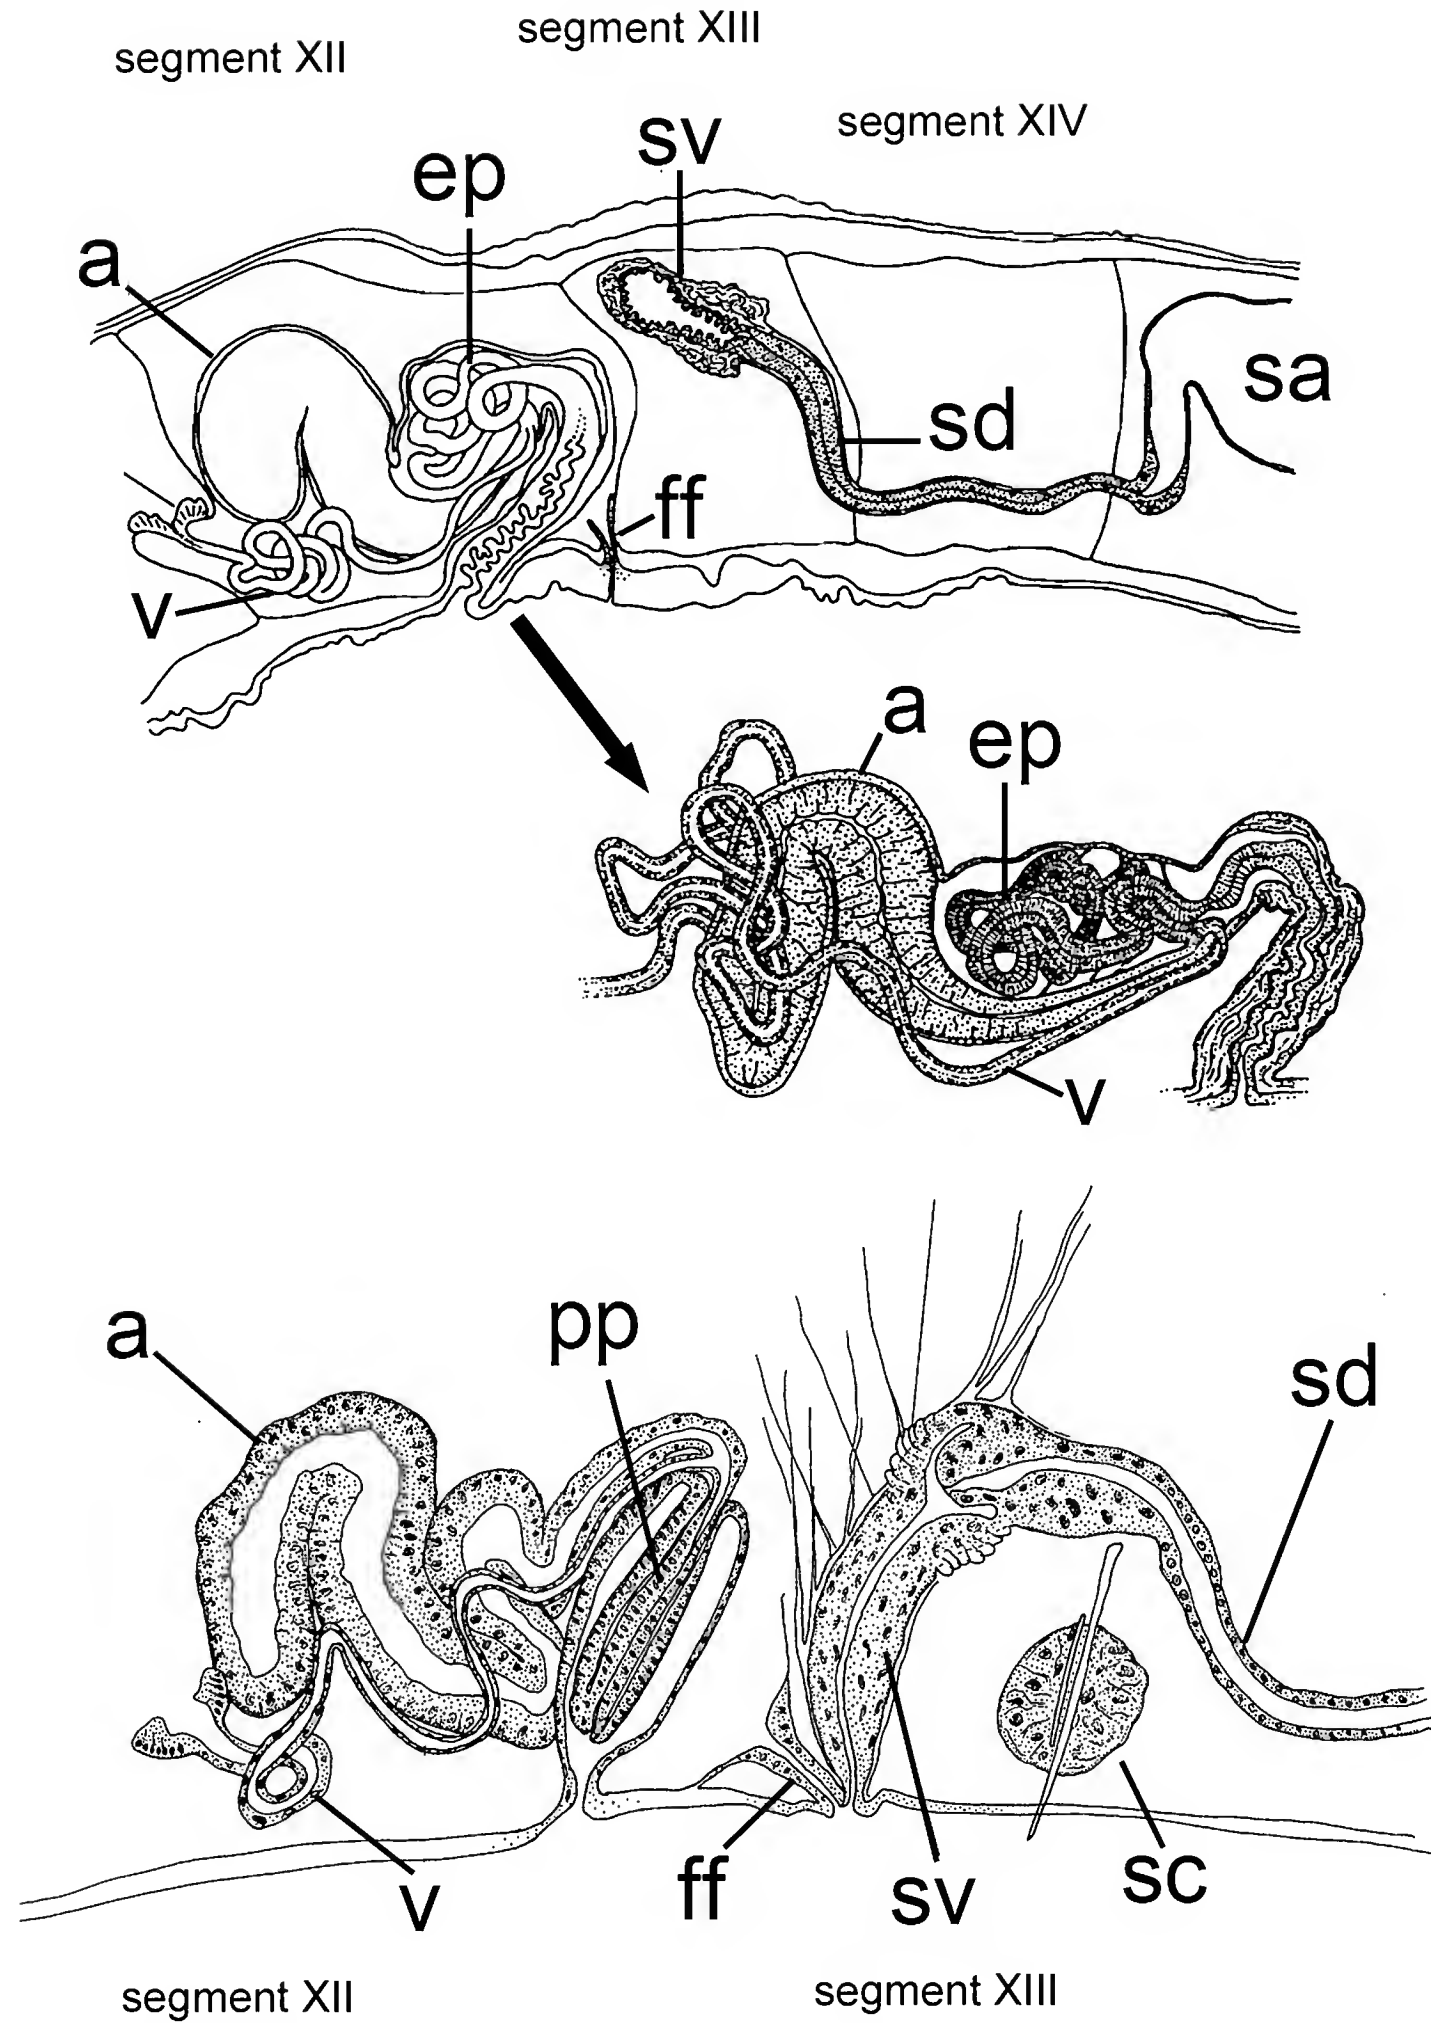 segment XII
segment XIII
segment XIV
sv
ep
a
sa
sd
ff
v
a
ep
v
a
pp
sd
v
ff
sv
sc
segment XII
segment XIII